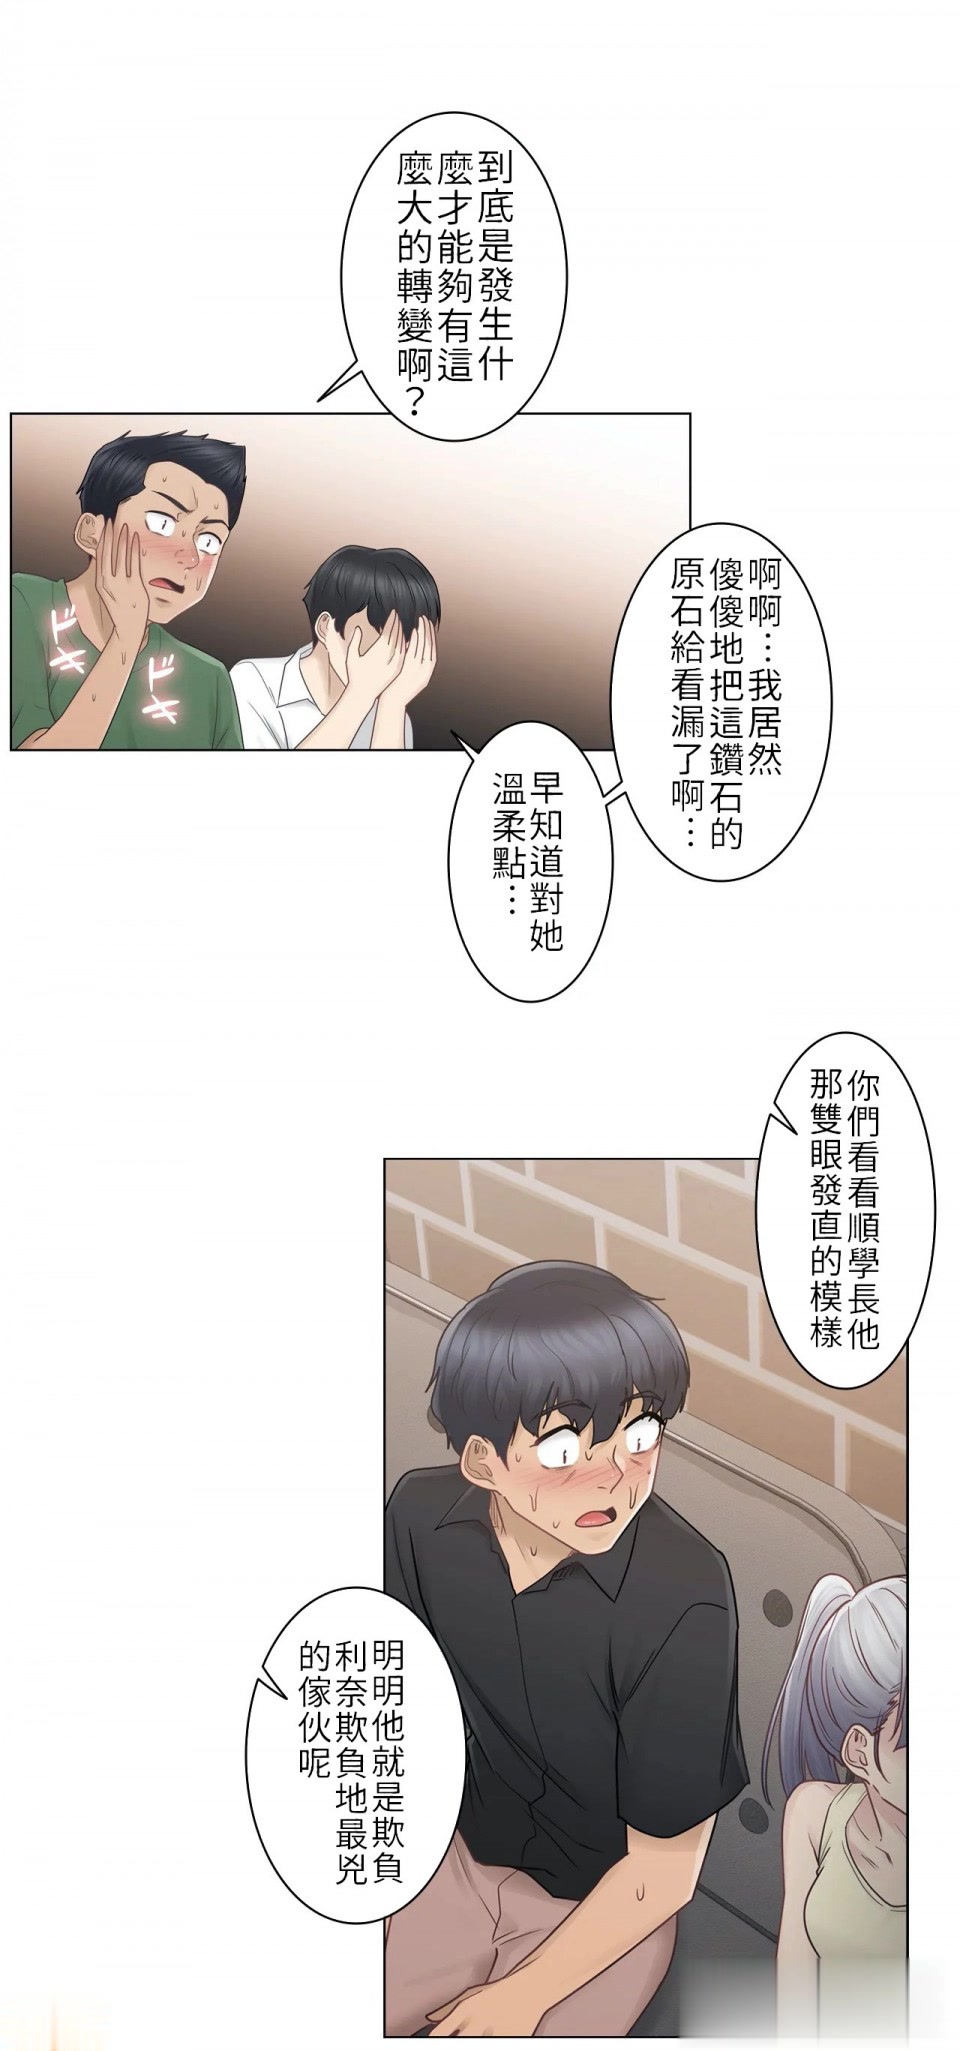 到底是發生什
麼才能夠有這
麼大的轉變啊？
ドキ
ドキ
啊啊…我居然
傻傻地把這鑽石的
原石給看漏了啊…
早知道對她
溫柔點…
你們看看順學長他
那雙眼發直的模樣
明明他就是欺負
利奈欺負地最兇
的傢伙呢